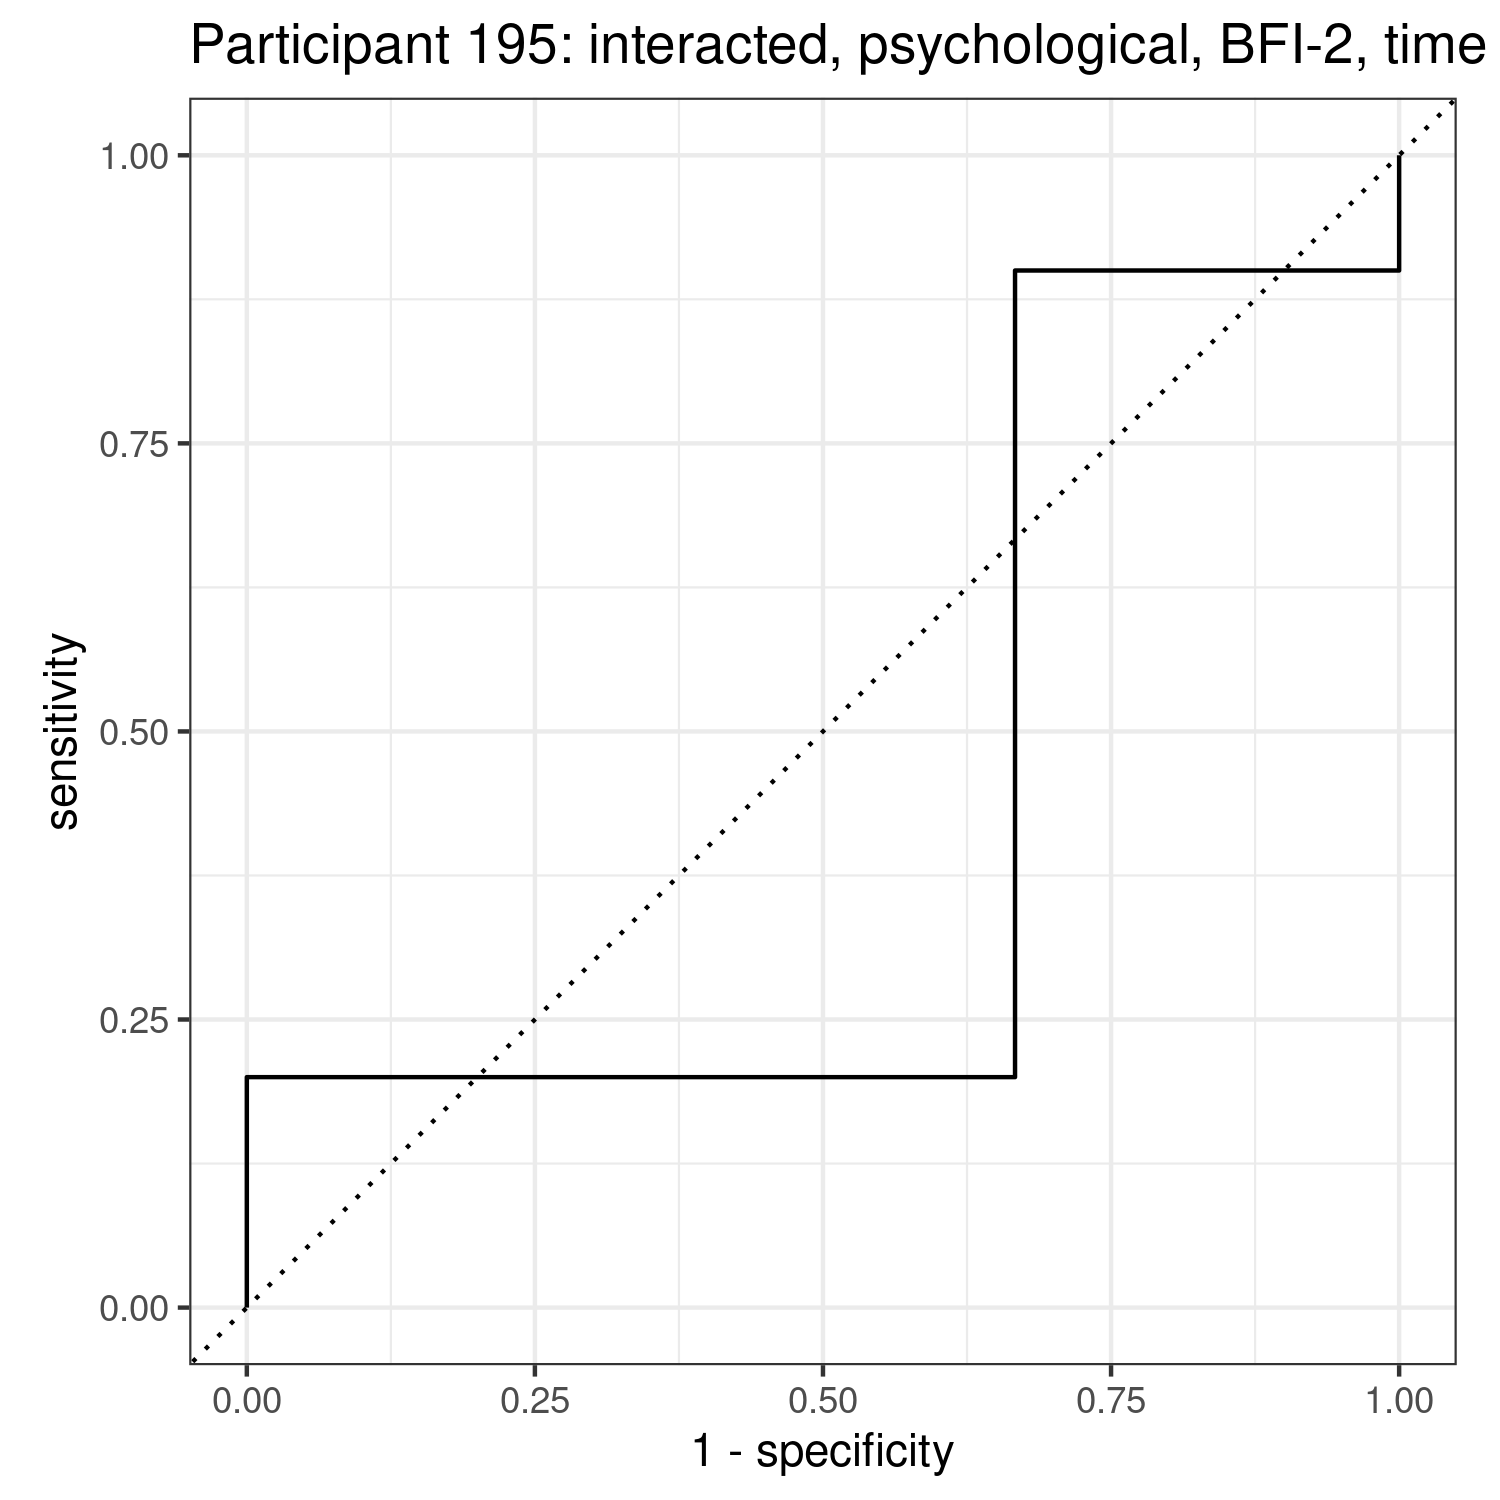 Participant 195: interacted, psychological, BFI-2, time
1.00
0.75
0.50
0.25
0.00
sensitivity
0.00 0.25 0.50 0.75 1.00
1 - specificity